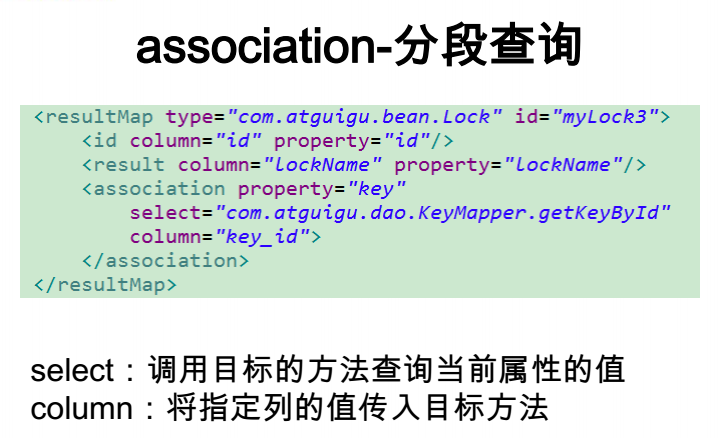 association-分段查询
<resultMap type="com.atguigu.bean.Lock" id="myLock3">
<id column="id" property="id"/>
<result column="lockName" property="lockName"/>
<association property="key"
select="com.atguigu.dao.KeyMapper.getKeyById"
column="key_id">
</association>
</resultMap>
select：调用目标的方法查询当前属性的值
column：将指定列的值传入目标方法